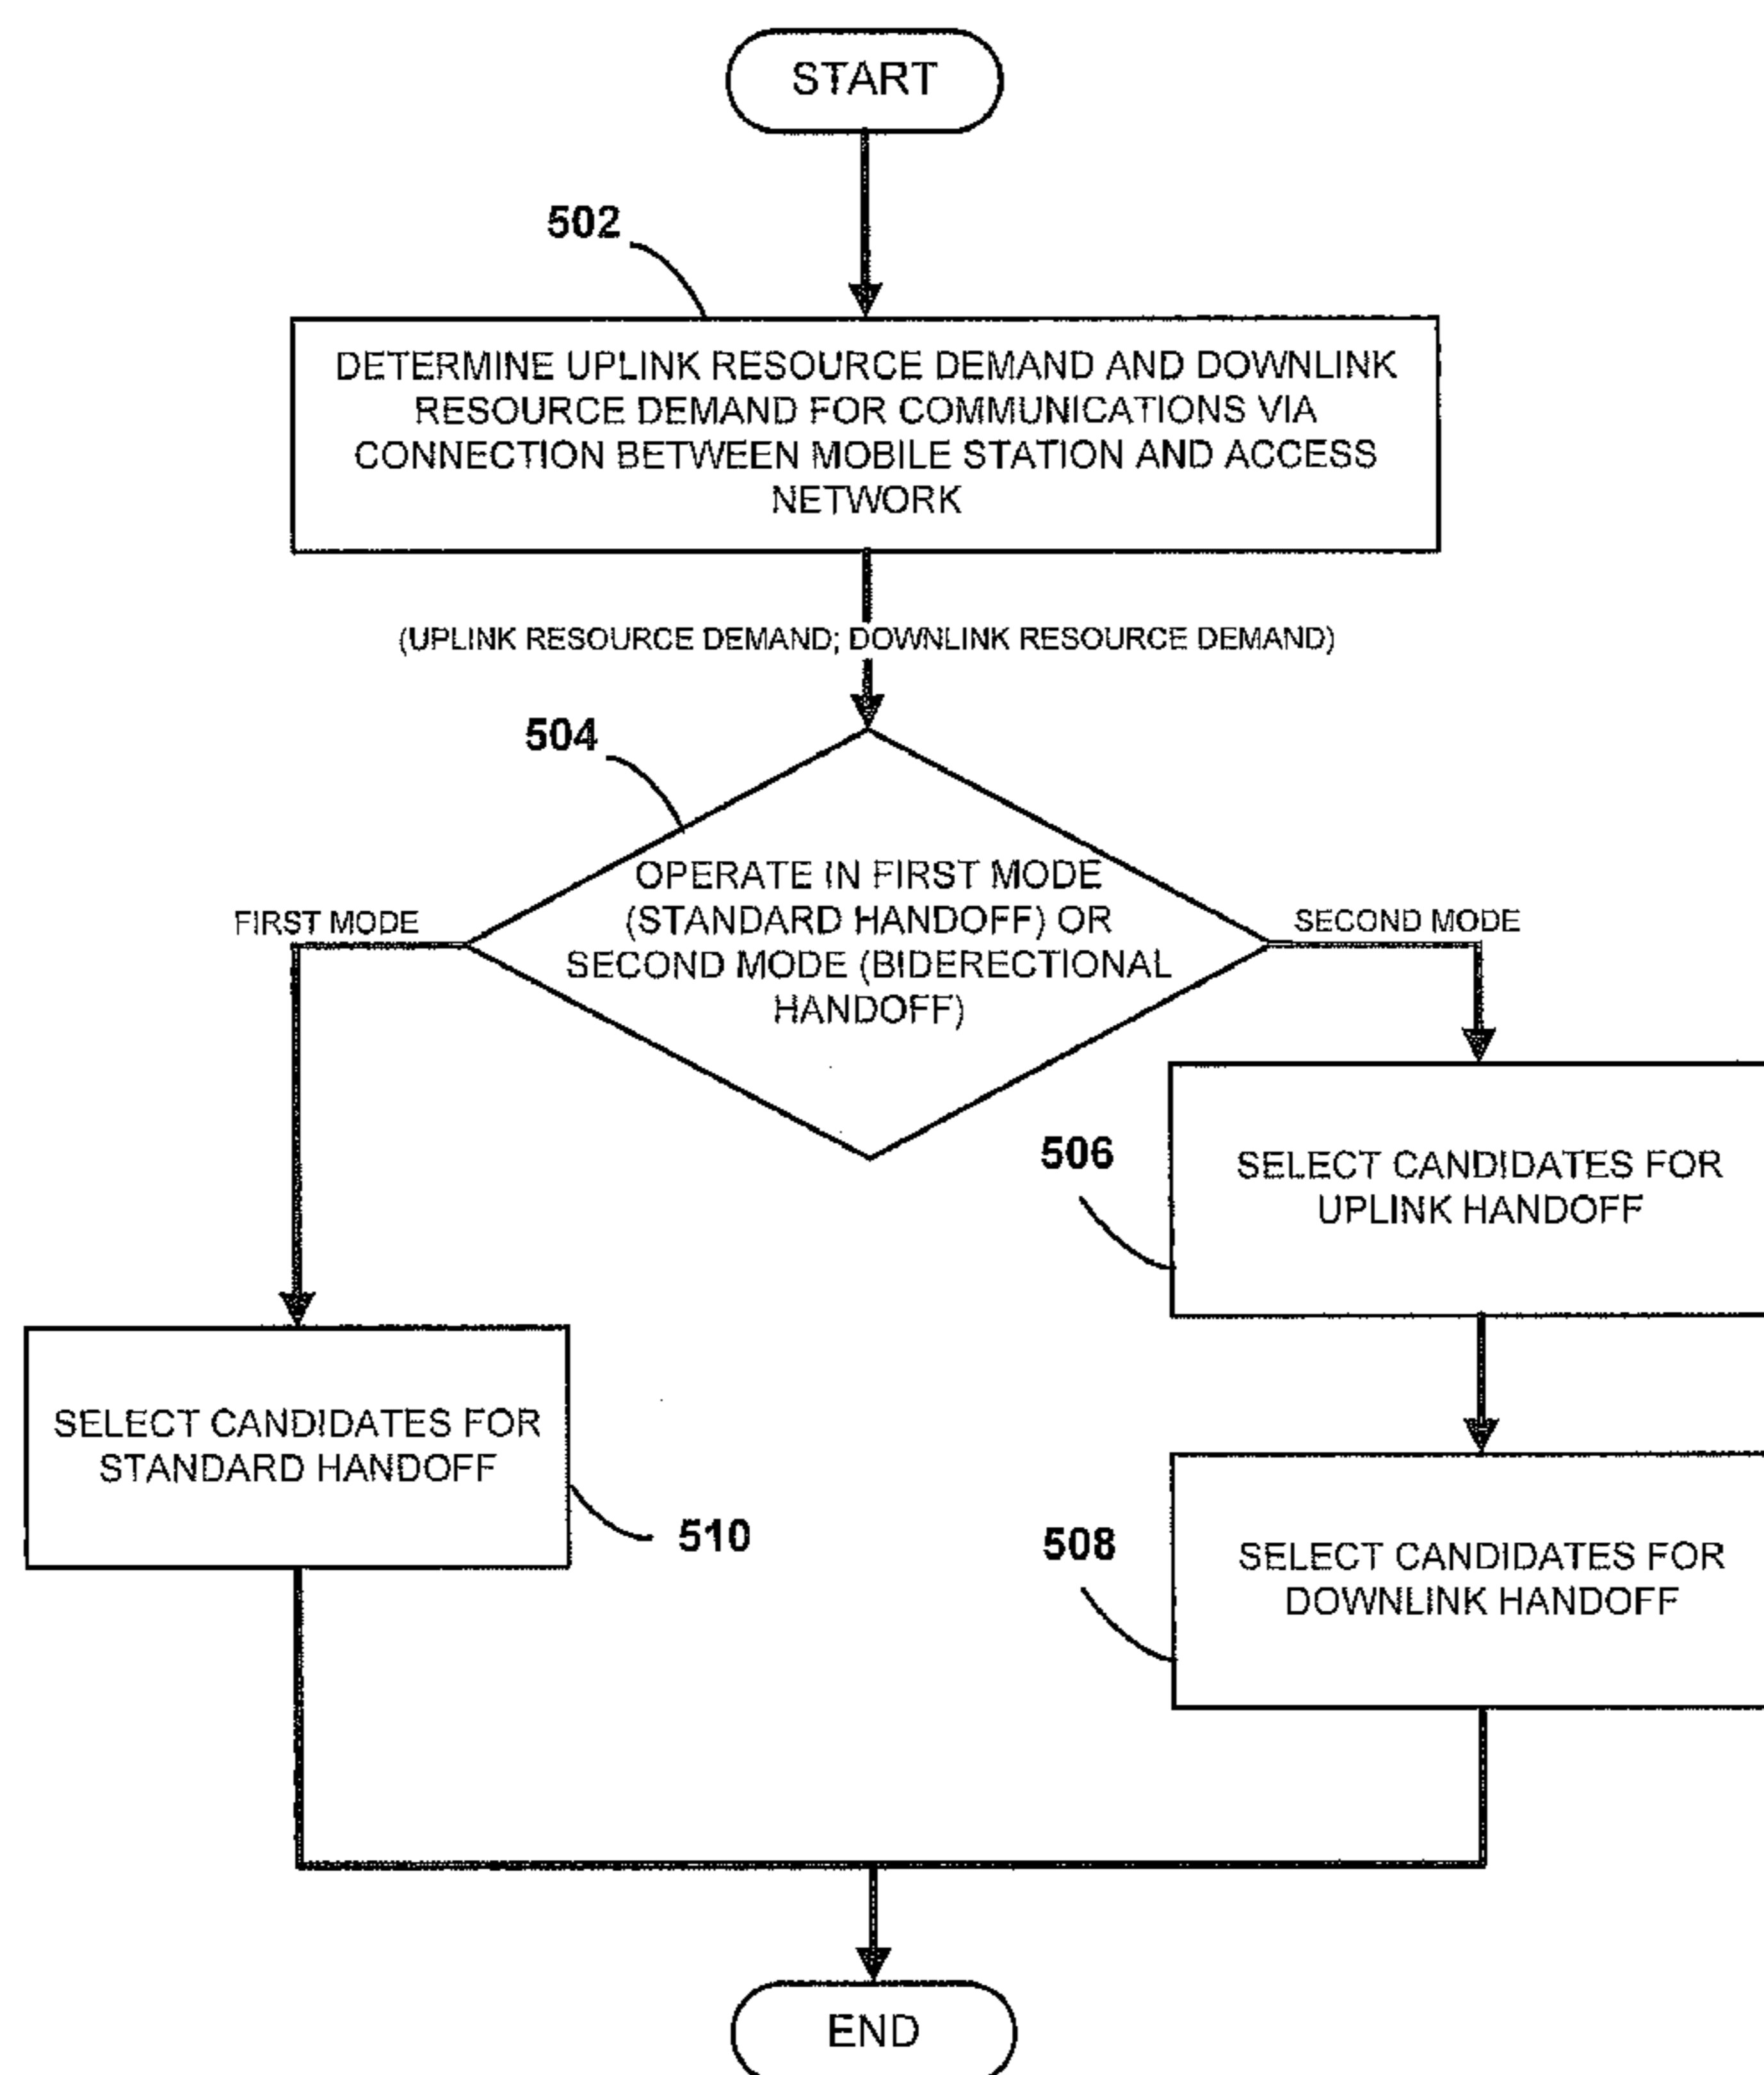 START
502
DETERMINE UPLINK RESOURCE DEMAND AND DOWNLINK
RESOURCE DEMAND FOR COMMUNICATIONS VIA
CONNECTION BETWEEN MOBILE STATION AND ACCESS
NETWORK
(UPLINK RESOURCE DEMAND; DOWNLINK RESOURCE DEMAND)
504
OPERATE IN FIRST MODE
(STANDARD HANDOFF) OR
SECOND MODE (BIDERECTIONAL
HANDOFF)
FIRST MODE
SECOND MODE
506
SELECT CANDIDATES FOR
UPLINK HANDOFF
SELECT CANDIDATES FOR
STANDARD HANDOFF
510
508
SELECT CANDIDATES FOR
DOWNLINK HANDOFF
END